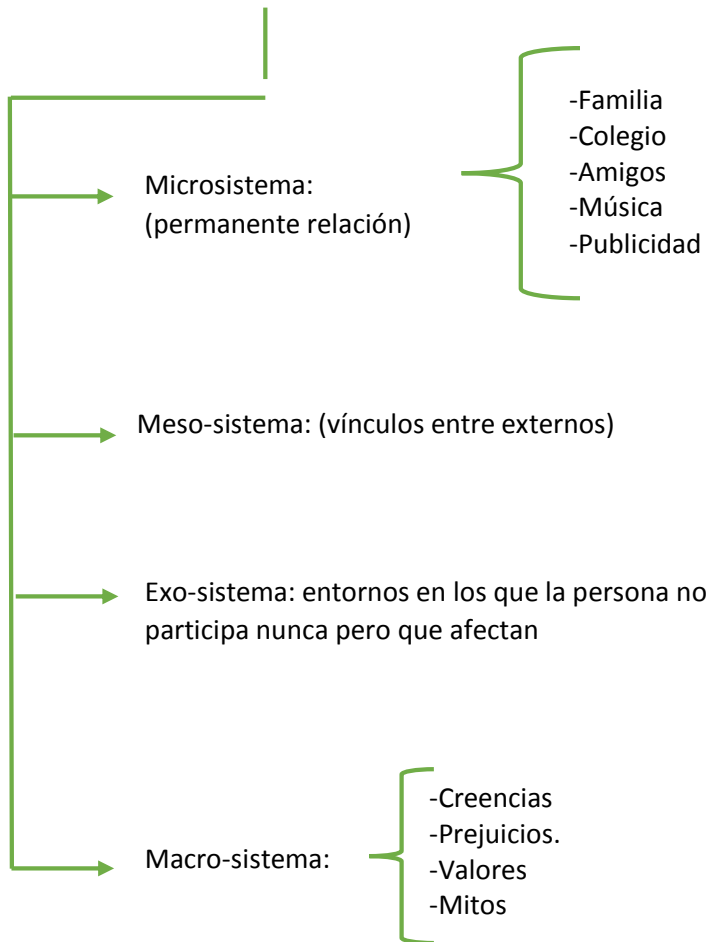 -Familia
-Colegio
-Amigos
-Música
-Publicidad
Microsistema:
(permanente relación)
Meso-sistema: (vínculos entre externos)
Exo-sistema: entornos en los que la persona no
participa nunca pero que afectan
Macro-sistema:
-Creencias
-Prejuicios.
-Valores
-Mitos